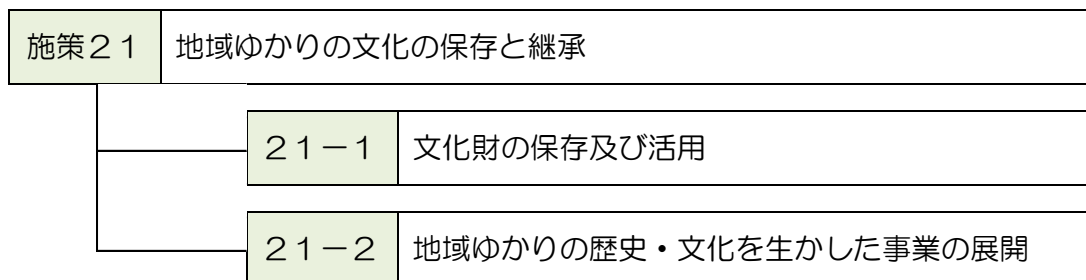 施策２１ 地域ゆかりの文化の保存と継承
２１－１ 文化財の保存及び活用
２１－２ 地域ゆかりの歴史・文化を生かした事業の展開